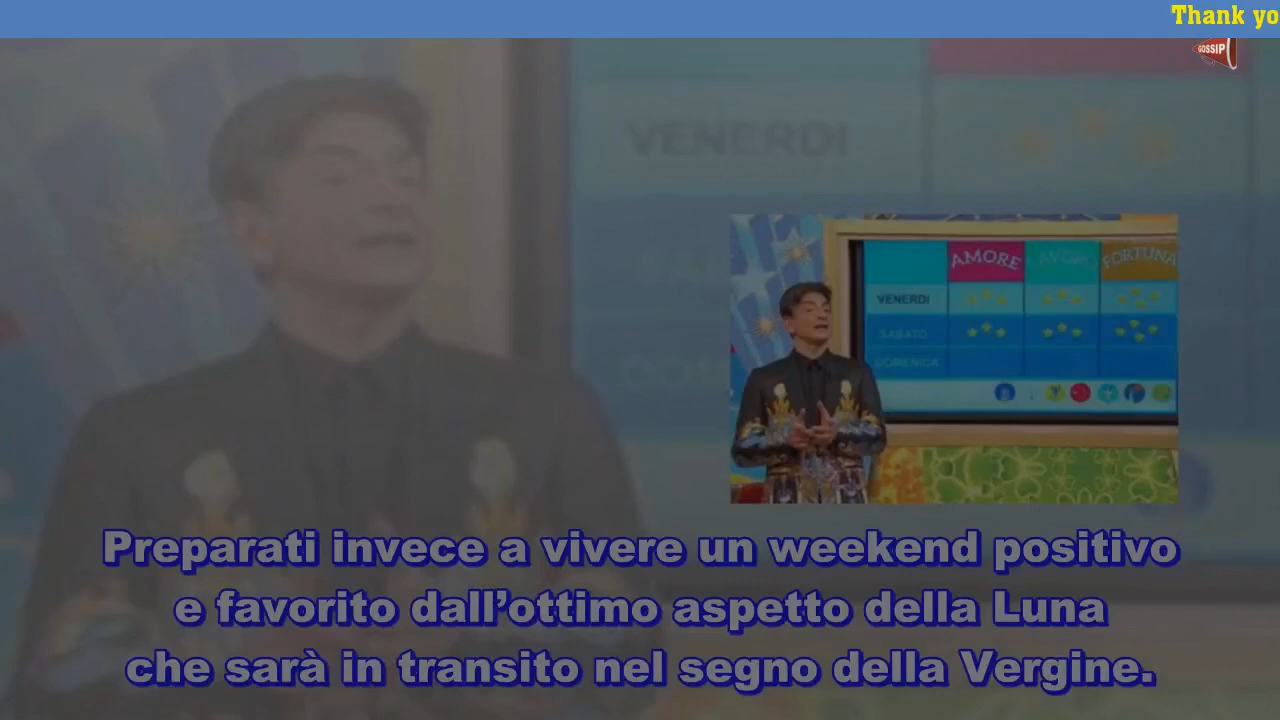 Thank yo
GOSSIP
VENERDI
AMORE
LAVORO
FORTUNA
VENERDI
SABATO
DOMENICA
Preparati invece a vivere un weekend positivo
e favorito dall'ottimo aspetto della Luna
che sarà in transito nel segno della Vergine.